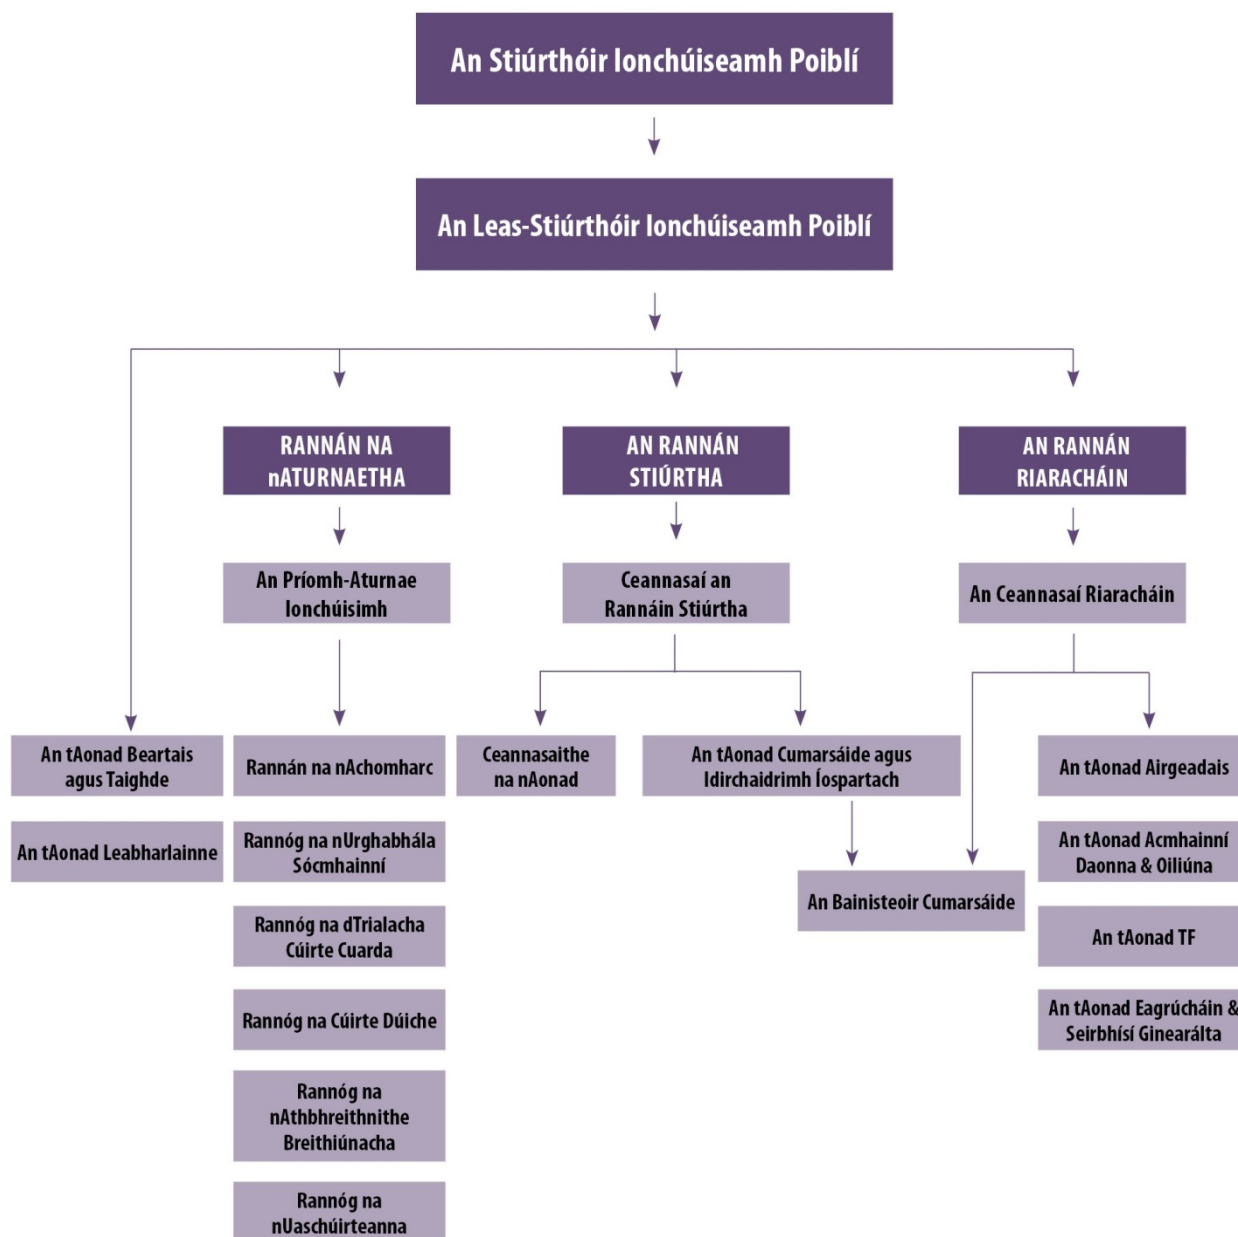 An Stiúrthóir Ionchúiseamh Poiblí
An Leas-Stiúrthóir Ionchúiseamh Poiblí
RANNÁN NA
nATURNAETHA
AN RANNÁN
STIÚRTHA
AN RANNÁN
RIARACHÁIN
An Príomh-Aturnae
Ionchúisimh
Ceannasaí an
Rannáin Stiúrtha
An Ceannasaí Riaracháin
An tAonad Beartais
agus Taighde
Rannán na nAchomharc
Ceannasaithe
na nAonad
An tAonad Cumarsáide agus
Idirchaidrimh Íospartach
An tAonad Airgeadais
An tAonad Leabharlainne
Rannóg na nUrghabhála
Sócmhainní
An tAonad Acmhainní
Daonna & Oiliúna
An Bainisteoir Cumarsáide
Rannóg na dTrialacha
Cúirte Cuarda
An tAonad TF
Rannóg na Cúirte Dúiche
An tAonad Eagrúcháin &
Seirbhísí Ginearálta
Rannóg na
nAthbhreithnithe
Breithiúnacha
Rannóg na
nUaschúirteanna